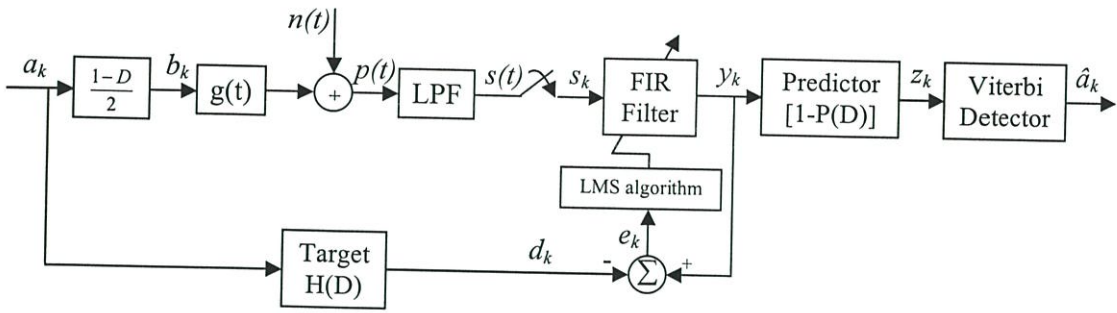 n(t)
a_k
1-D
2
b_k
g(t)
+
p(t)
LPF
s(t)
s_k
FIR
Filter
y_k
Predictor
[1-P(D)]
z_k
Viterbi
Detector
â_k
LMS algorithm
e_k
Target
H(D)
d_k
-
Σ
+